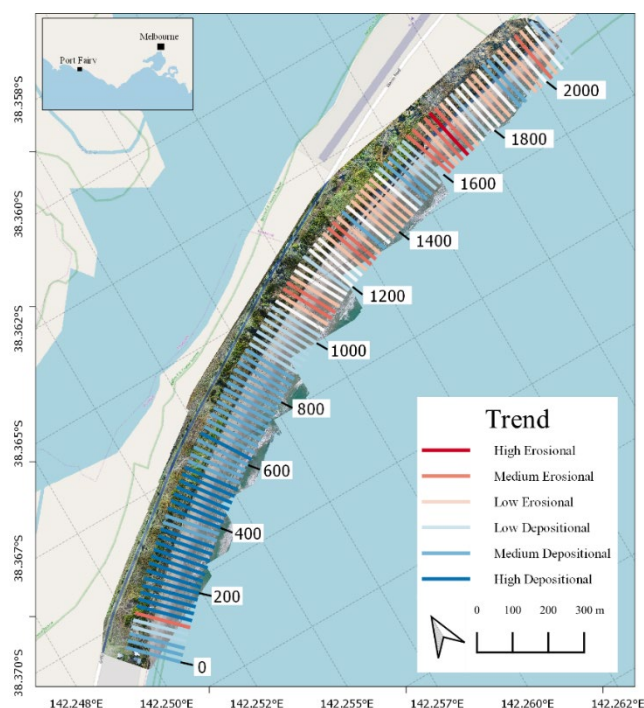 Melbourne
Port Fairy
38.358°S
38.360°S
38.362°S
38.365°S
38.367°S
38.370°S
2000
1800
1600
1400
1200
1000
800
600
400
200
0
Trend
High Erosional
Medium Erosional
Low Erosional
Low Depositional
Medium Depositional
High Depositional
0 100 200 300 m
142.248°E 142.250°E 142.252°E 142.255°E 142.257°E 142.260°E 142.262°E